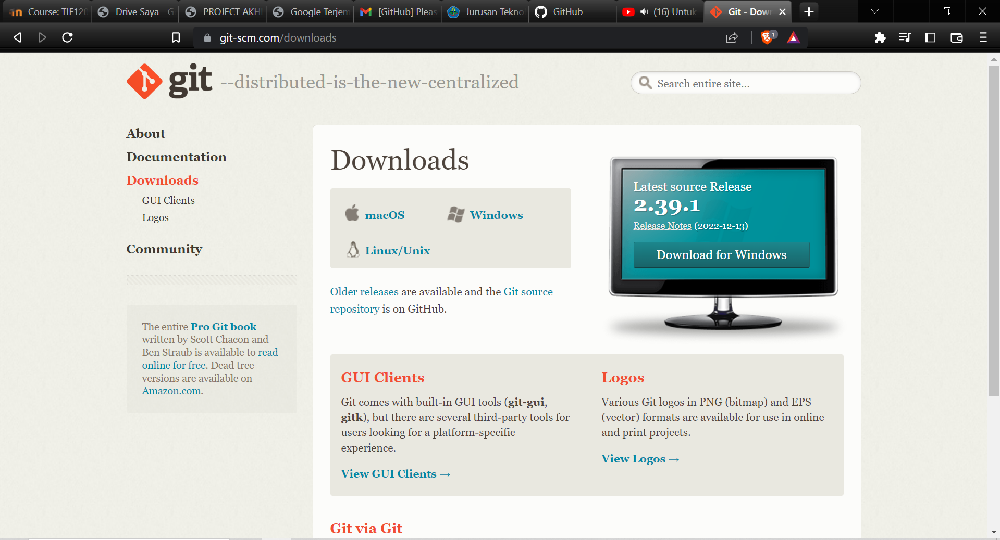 Course: TIF120
Drive Saya - G
PROJECT AKH
Google Terjem
[GitHub] Pleas
Jurusan Tekno
GitHub
(16) Untuk
Git - Down
git-scm.com/downloads
1
git --distributed-is-the-new-centralized
Search entire site...
About
Documentation
Downloads
GUI Clients
Logos
Community
The entire Pro Git book
written by Scott Chacon and
Ben Straub is available to read
online for free. Dead tree
versions are available on
Amazon.com.
Downloads
macOS
Windows
Linux/Unix
Older releases are available and the Git source
repository is on GitHub.
Latest source Release
2.39.1
Release Notes (2022-12-13)
Download for Windows
GUI Clients
Git comes with built-in GUI tools (git-gui,
gitk), but there are several third-party tools for
users looking for a platform-specific
experience.
View GUI Clients →
Logos
Various Git logos in PNG (bitmap) and EPS
(vector) formats are available for use in online
and print projects.
View Logos →
Git via Git